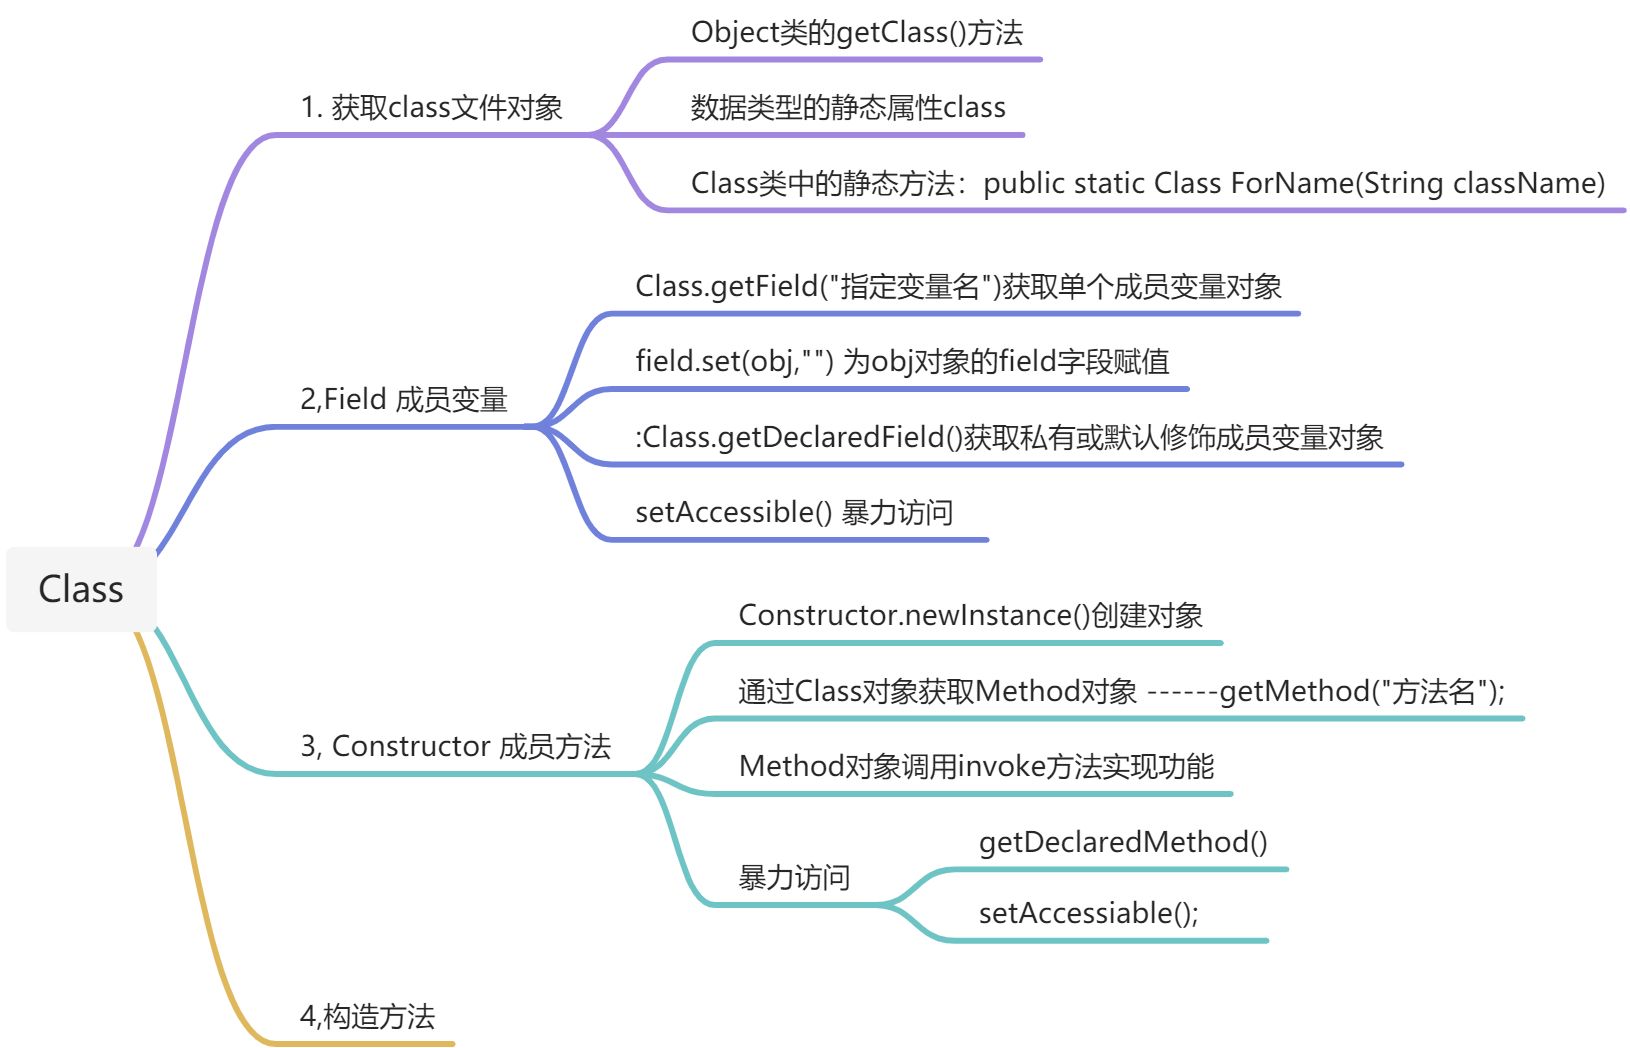 Class
1. 获取class文件对象
Object类的getClass()方法
数据类型的静态属性class
Class类中的静态方法：public static Class ForName(String className)
2,Field 成员变量
Class.getField("指定变量名")获取单个成员变量对象
field.set(obj,"") 为obj对象的field字段赋值
:Class.getDeclaredField()获取私有或默认修饰成员变量对象
setAccessible() 暴力访问
3, Constructor 成员方法
Constructor.newInstance()创建对象
通过Class对象获取Method对象 ------getMethod("方法名");
Method对象调用invoke方法实现功能
暴力访问
getDeclaredMethod()
setAccessiable();
4,构造方法